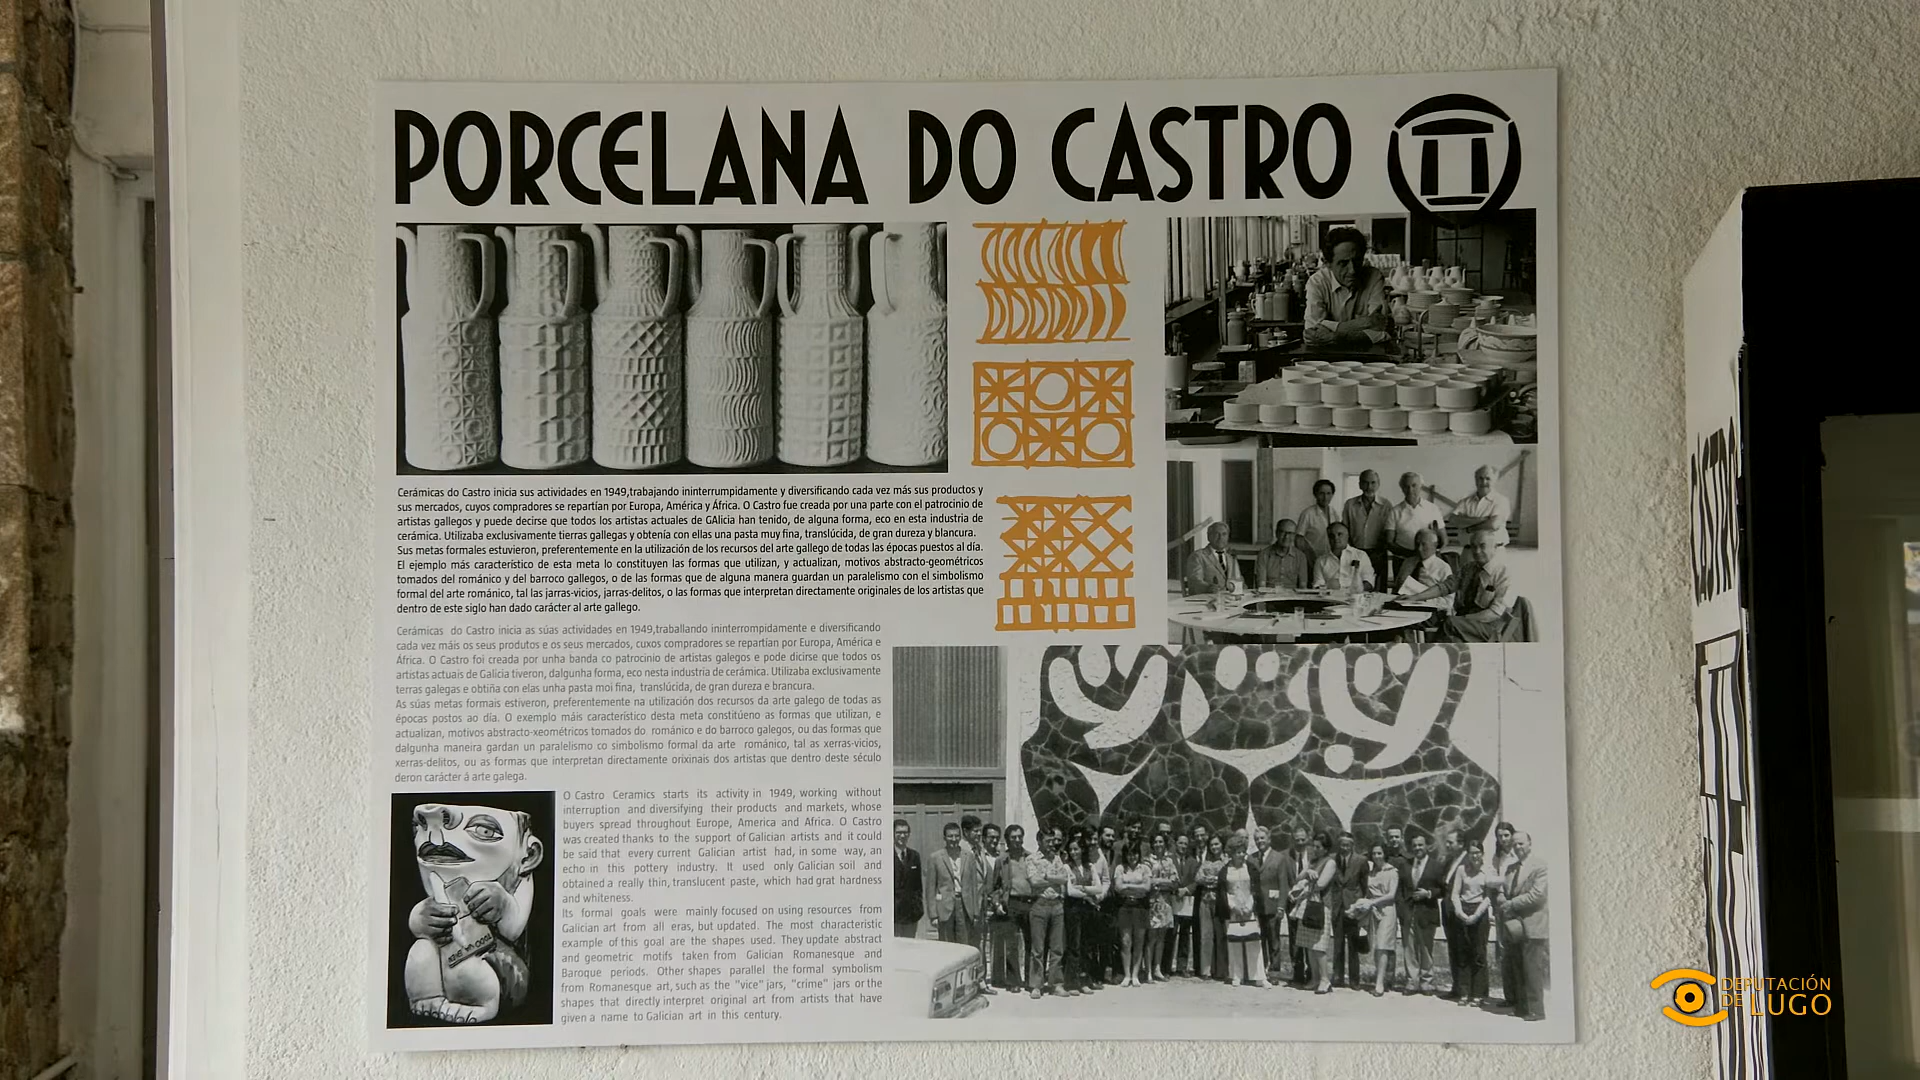 PORCELANA DO CASTRO
Cerámicas do Castro inicia sus actividades en 1949,trabajando ininterrumpidamente y diversificando cada vez más sus productos y
sus mercados, cuyos compradores se repartían por Europa, América y África. O Castro fue creada por una parte con el patrocinio de
artistas gallegos y puede decirse que todos los artistas actuales de GAlicia han tenido, de alguna forma, eco en esta industria de
cerámica. Utilizaba exclusivamente tierras gallegas y obtenía con ellas una pasta muy fina, translúcida, de gran dureza y blancura.
Sus metas formales estuvieron, preferentemente en la utilización de los recursos del arte gallego de todas las épocas puestos al día.
El ejemplo más característico de esta meta lo constituyen las formas que utilizan, y actualizan, motivos abstracto-geométricos
tomados del románico y del barroco gallegos, o de las formas que de alguna manera guardan un paralelismo con el simbolismo
formal del arte románico, tal las jarras-vicios, jarras-delitos, o las formas que interpretan directamente originales de los artistas que
dentro de este siglo han dado carácter al arte gallego.
Cerámicas do Castro inicia as súas actividades en 1949,traballando ininterrompidamente e diversificando
cada vez máis os seus produtos e os seus mercados, cuxos compradores se repartían por Europa, América e
África. O Castro foi creada por unha banda co patrocinio de artistas galegos e pode dicirse que todos os
artistas actuais de Galicia tiveron, dalgunha forma, eco nesta industria de cerámica. Utilizaba exclusivamente
terras galegas e obtiña con elas unha pasta moi fina, translúcida, de gran dureza e brancura.
As súas metas formais estiveron, preferentemente na utilización dos recursos da arte galego de todas as
épocas postos ao día. O exemplo máis característico desta meta constitúeno as formas que utilizan, e
actualizan, motivos abstracto-xeométricos tomados do románico e do barroco galegos, ou das formas que
dalgunha maneira gardan un paralelismo co simbolismo formal da arte románico, tal as xerras-vicios,
xerras-delitos, ou as formas que interpretan directamente orixinais dos artistas que dentro deste século
deron carácter á arte galega.
O Castro Ceramics starts its activity in 1949, working without
interruption and diversifying their products and markets, whose
buyers spread throughout Europe, America and Africa. O Castro
was created thanks to the support of Galician artists and it could
be said that every current Galician artist had, in some way, an
echo in this pottery industry. It used only Galician soil and
obtained a really thin, translucent paste, which had grat hardness
and whiteness.
Its formal goals were mainly focused on using resources from
Galician art from all eras, but updated. The most characteristic
example of this goal are the shapes used. They update abstract
and geometric motifs taken from Galician Romanesque and
Baroque periods. Other shapes parallel the formal symbolism
from Romanesque art, such as the "vice" jars, "crime" jars or the
shapes that directly interpret original art from artists that have
given a name to Galician art in this century.
CASTRO
DEPUTACIÓN
DE LUGO